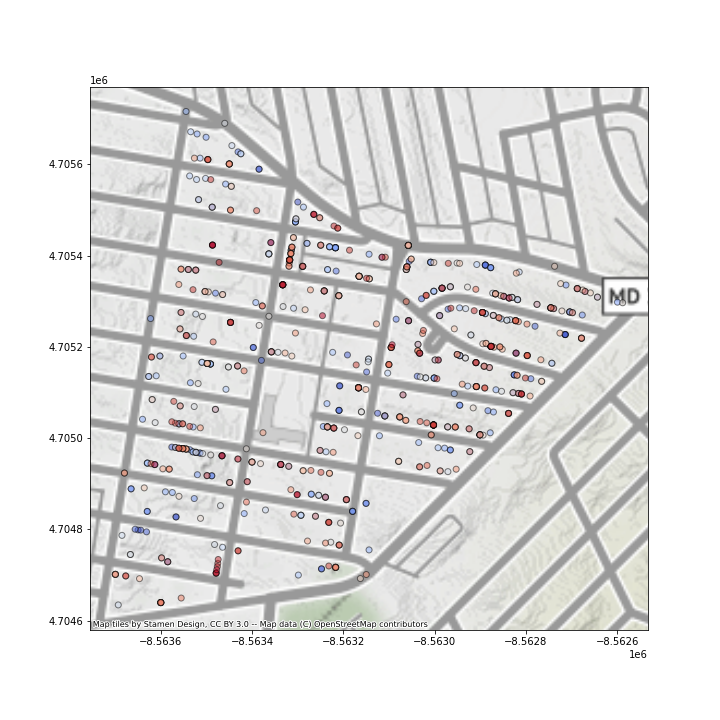 1e6
4.7056
4.7054
MD
4.7052
4.7050
4.7048
4.7046
Map tiles by Stamen Design, CC BY 3.0 -- Map data (C) OpenStreetMap contributors
−8.5636 −8.5634 −8.5632 −8.5630 −8.5628 −8.5626
1e6